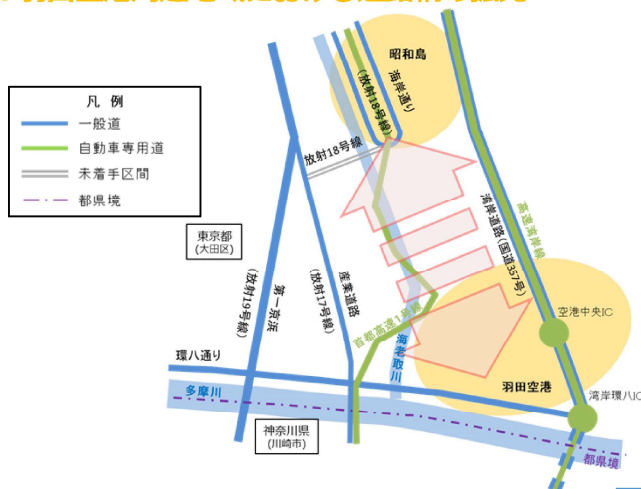 凡 例
一般道
自動車専用道
未着手区間
都県境
昭和島
海岸通り
(放射18号線)
放射18号線
東京都
(大田区)
第一京浜
(放射19号線)
産業道路
(放射17号線)
首都高速1号線
海老取川
湾岸道路(国道357号)
高速湾岸線
空港中央IC
環八通り
羽田空港
湾岸環八IC
多摩川
神奈川県
(川崎市)
都県境